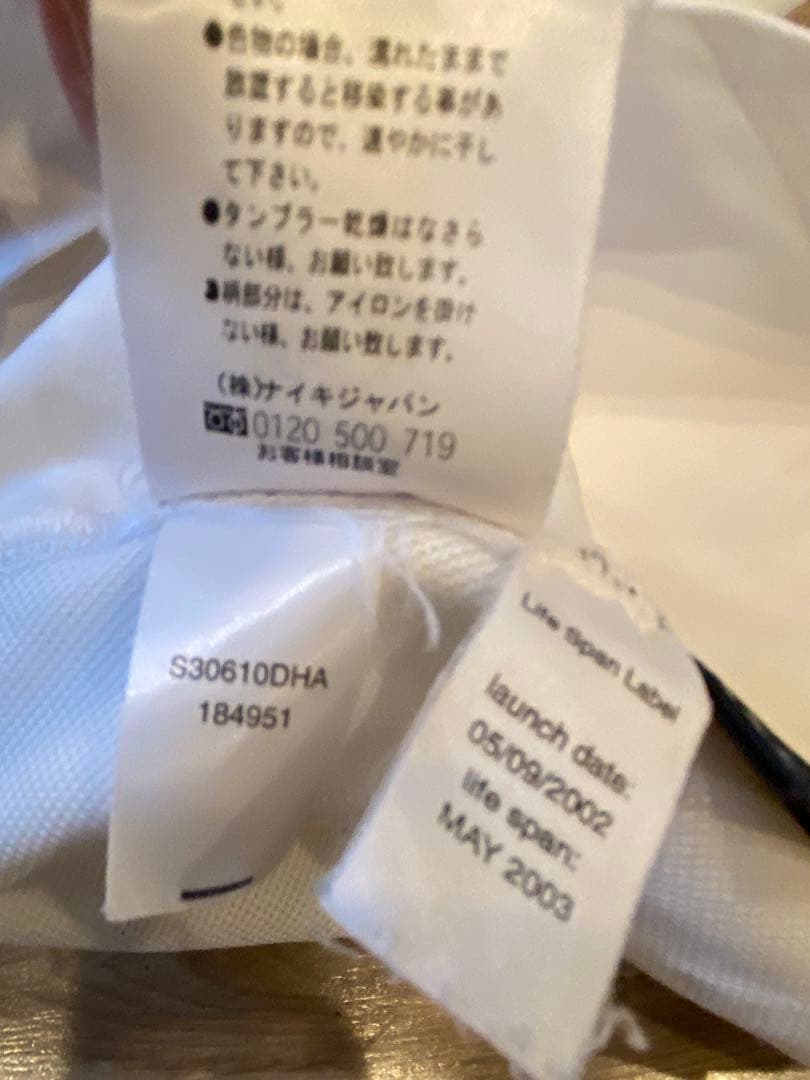 ●色物の場合、濡れたままで
放置すると移染する事があ
りますので、速やかに干し
て下さい。
●タンブラー乾燥はなさら
ない様、お願い致します。
●柄部分は、アイロンを掛け
ない様、お願い致します。
(株)ナイキジャパン
0120 500 719
お客様相談室
S30610DHA
184951
Life Span Label
launch date:
05/09/2002
life span:
MAY 2003